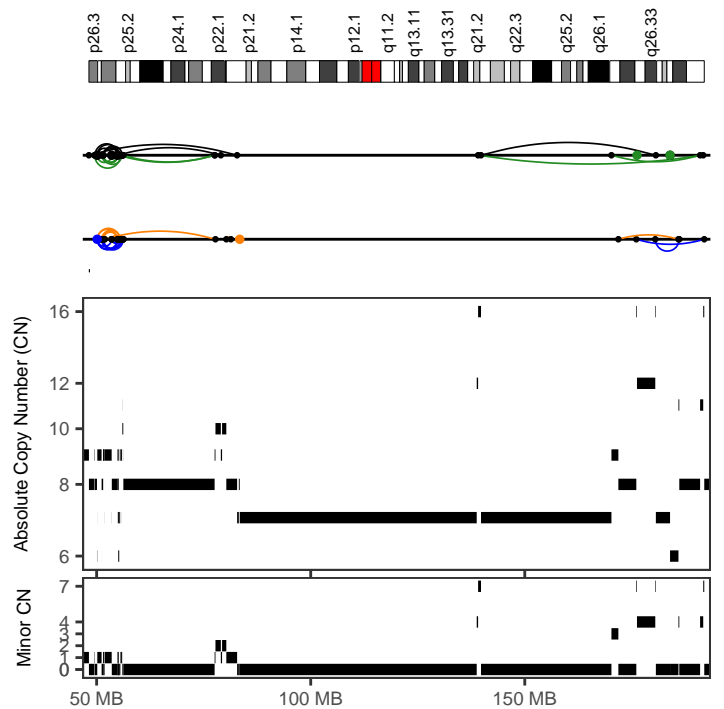 p26.3 p25.2 p24.1 p22.1 p21.2 p14.1 p12.1 q11.2 q13.11 q13.31 q21.2 q22.3 q25.2 q26.1 q26.33
Absolute Copy Number (CN)
16
12
10
8
6
Minor CN
7
4
3
2
1
0
50 MB 100 MB 150 MB